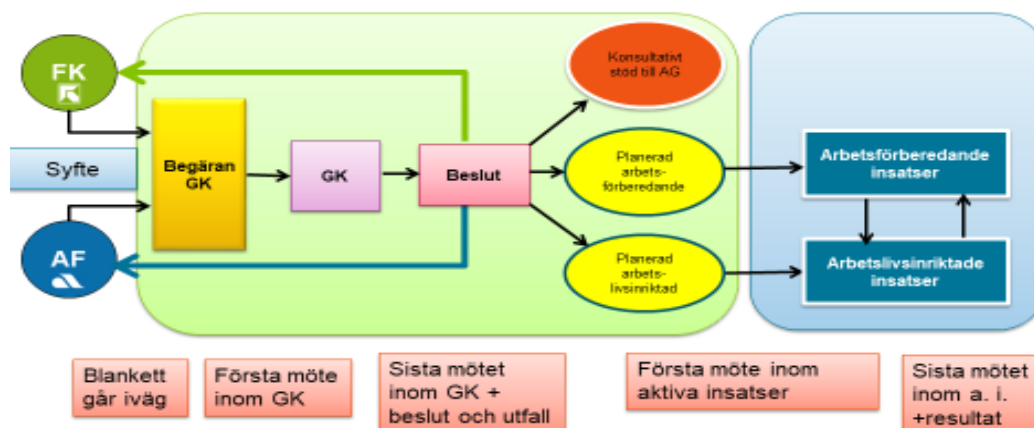 FK
Syfte
AF
Begäran
GK
GK
Beslut
Konsultativt
stöd till AG
Planerad
arbets-
förberedande
Planerad
arbets-
livsinriktad
Arbetsförberedande
insatser
Arbetslivsinriktade
insatser
Blankett
går iväg
Första möte
inom GK
Sista mötet
inom GK +
beslut och utfall
Första möte inom
aktiva insatser
Sista mötet
inom a. i.
+resultat